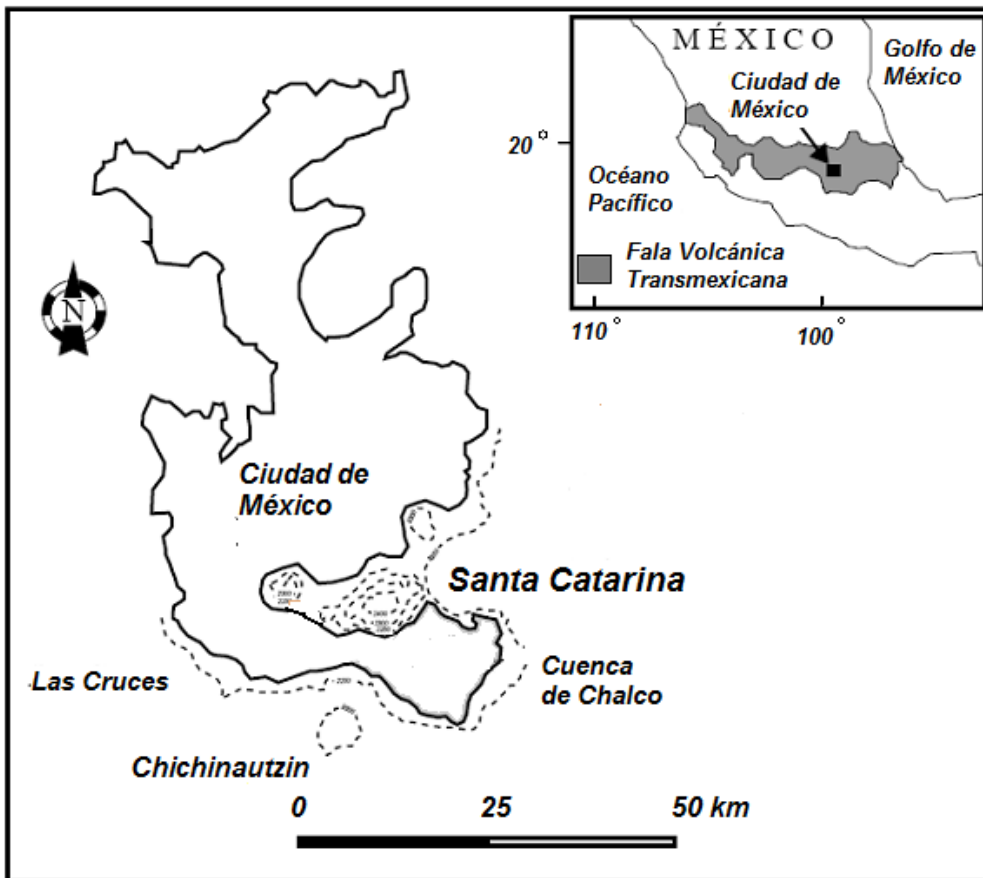 MÉXICO
Golfo de
México
Ciudad de
México
20°
Océano
Pacífico
Fala Volcánica
Transmexicana
110°
100°
N
Ciudad de
México
Santa Catarina
Las Cruces
2250
Cuenca
de Chalco
Chichinautzin
0 25 50 km